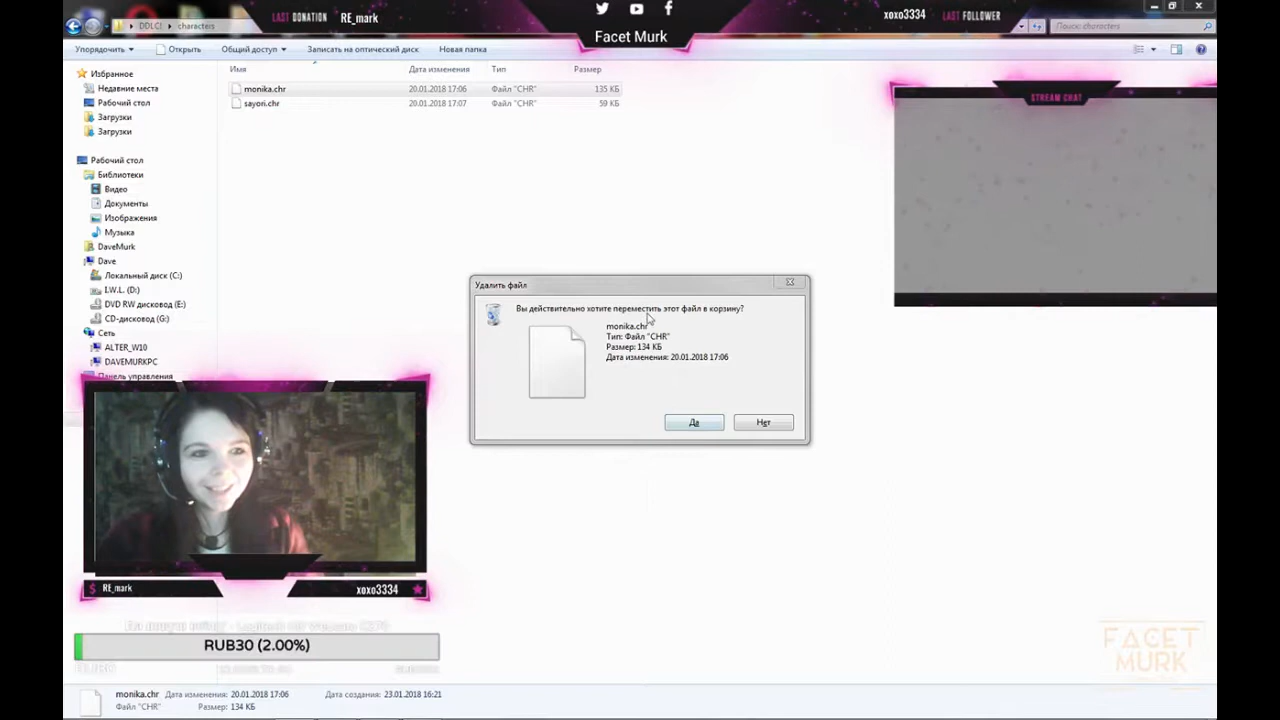 LAST DONATION
RE_mark
Facet Murk
xoxo3334
LAST FOLLOWER
DDLC!
characters
Поиск: characters
Упорядочить
Открыть
Общий доступ
Записать на оптический диск
Новая папка
Имя
Дата изменения
Тип
Размер
monika.chr
20.01.2018 17:06
Файл "CHR"
135 КБ
sayori.chr
20.01.2018 17:07
Файл "CHR"
59 КБ
Избранное
Недавние места
Рабочий стол
Загрузки
Загрузки
Рабочий стол
Библиотеки
Видео
Документы
Изображения
Музыка
DaveMurk
Dave
Локальный диск (C:)
I.W.L. (D:)
DVD RW дисковод (E:)
CD-дисковод (G:)
Сеть
ALTER_W10
DAVEMURKPC
Панель управления
STREAM CHAT
Удалить файл
Вы действительно хотите переместить этот файл в корзину?
monika.chr
Тип: Файл "CHR"
Размер: 134 КБ
Дата изменения: 20.01.2018 17:06
Да
Нет
$ RE_mark
xoxo3334
RUB30 (2.00%)
FACET
MURK
monika.chr
Дата изменения: 20.01.2018 17:06
Дата создания: 23.01.2018 16:21
Файл "CHR"
Размер: 134 КБ